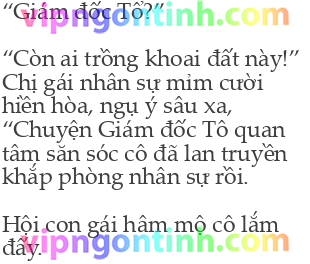 “Giám đốc Tổ?”
“Còn ai trồng khoai đất này!”
Chị gái nhân sự mỉm cười
hiền hòa, ngụ ý sâu xa,
“Chuyện Giám đốc Tô quan
tâm săn sóc cô đã lan truyền
khắp phòng nhân sự rồi.
Hội con gái hâm mộ cô lắm
đấy.
vipngontinh.com
vipngontinh.com